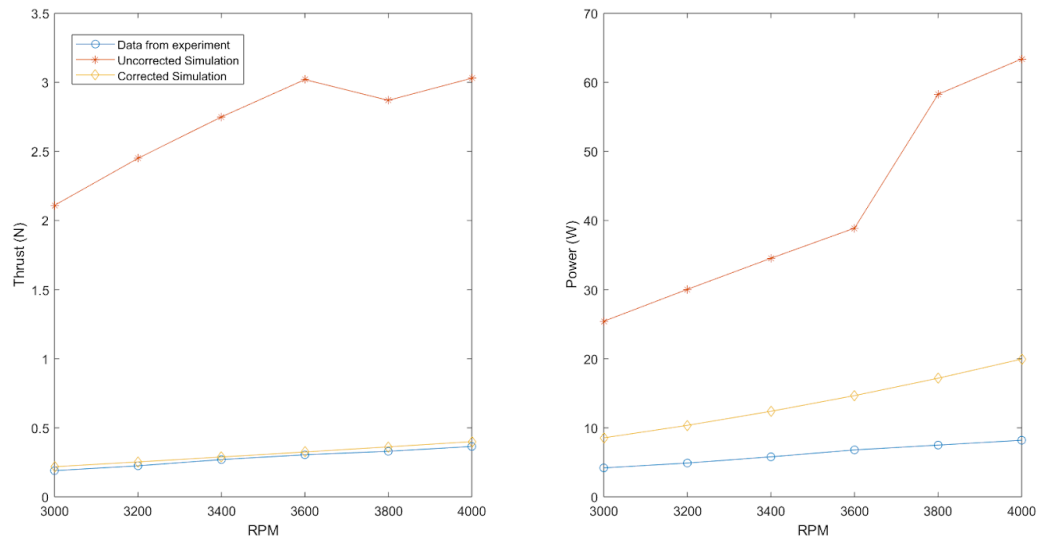 3.5
3
2.5
2
1.5
1
0.5
0
Thrust (N)
Data from experiment
Uncorrected Simulation
Corrected Simulation
3000 3200 3400 3600 3800 4000
RPM
70
60
50
40
30
20
10
0
Power (W)
3000 3200 3400 3600 3800 4000
RPM